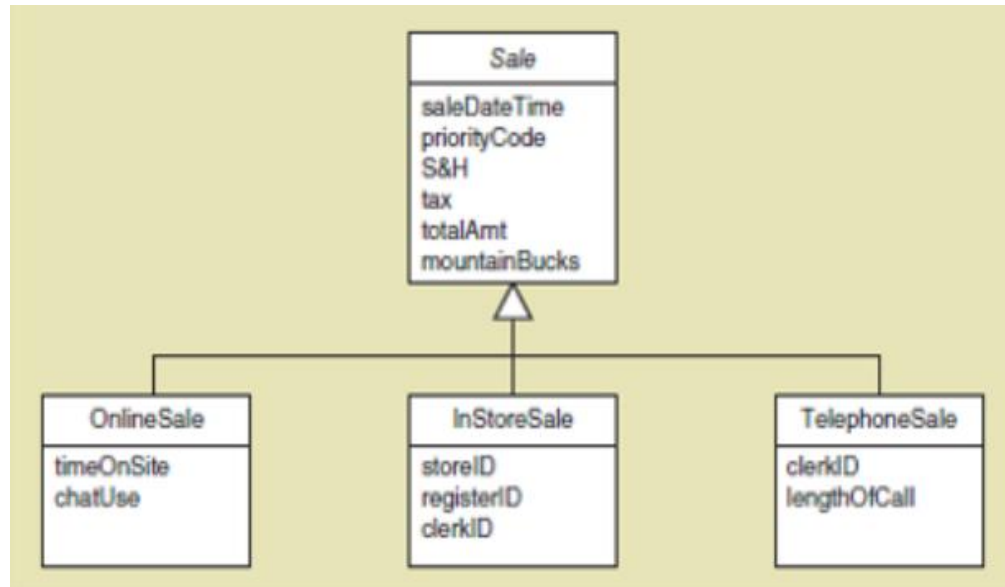 Sale
saleDateTime
priorityCode
S&H
tax
totalAmt
mountainBucks
OnlineSale
timeOnSite
chatUse
InStoreSale
storeID
registerID
clerkID
TelephoneSale
clerkID
lengthOfCall